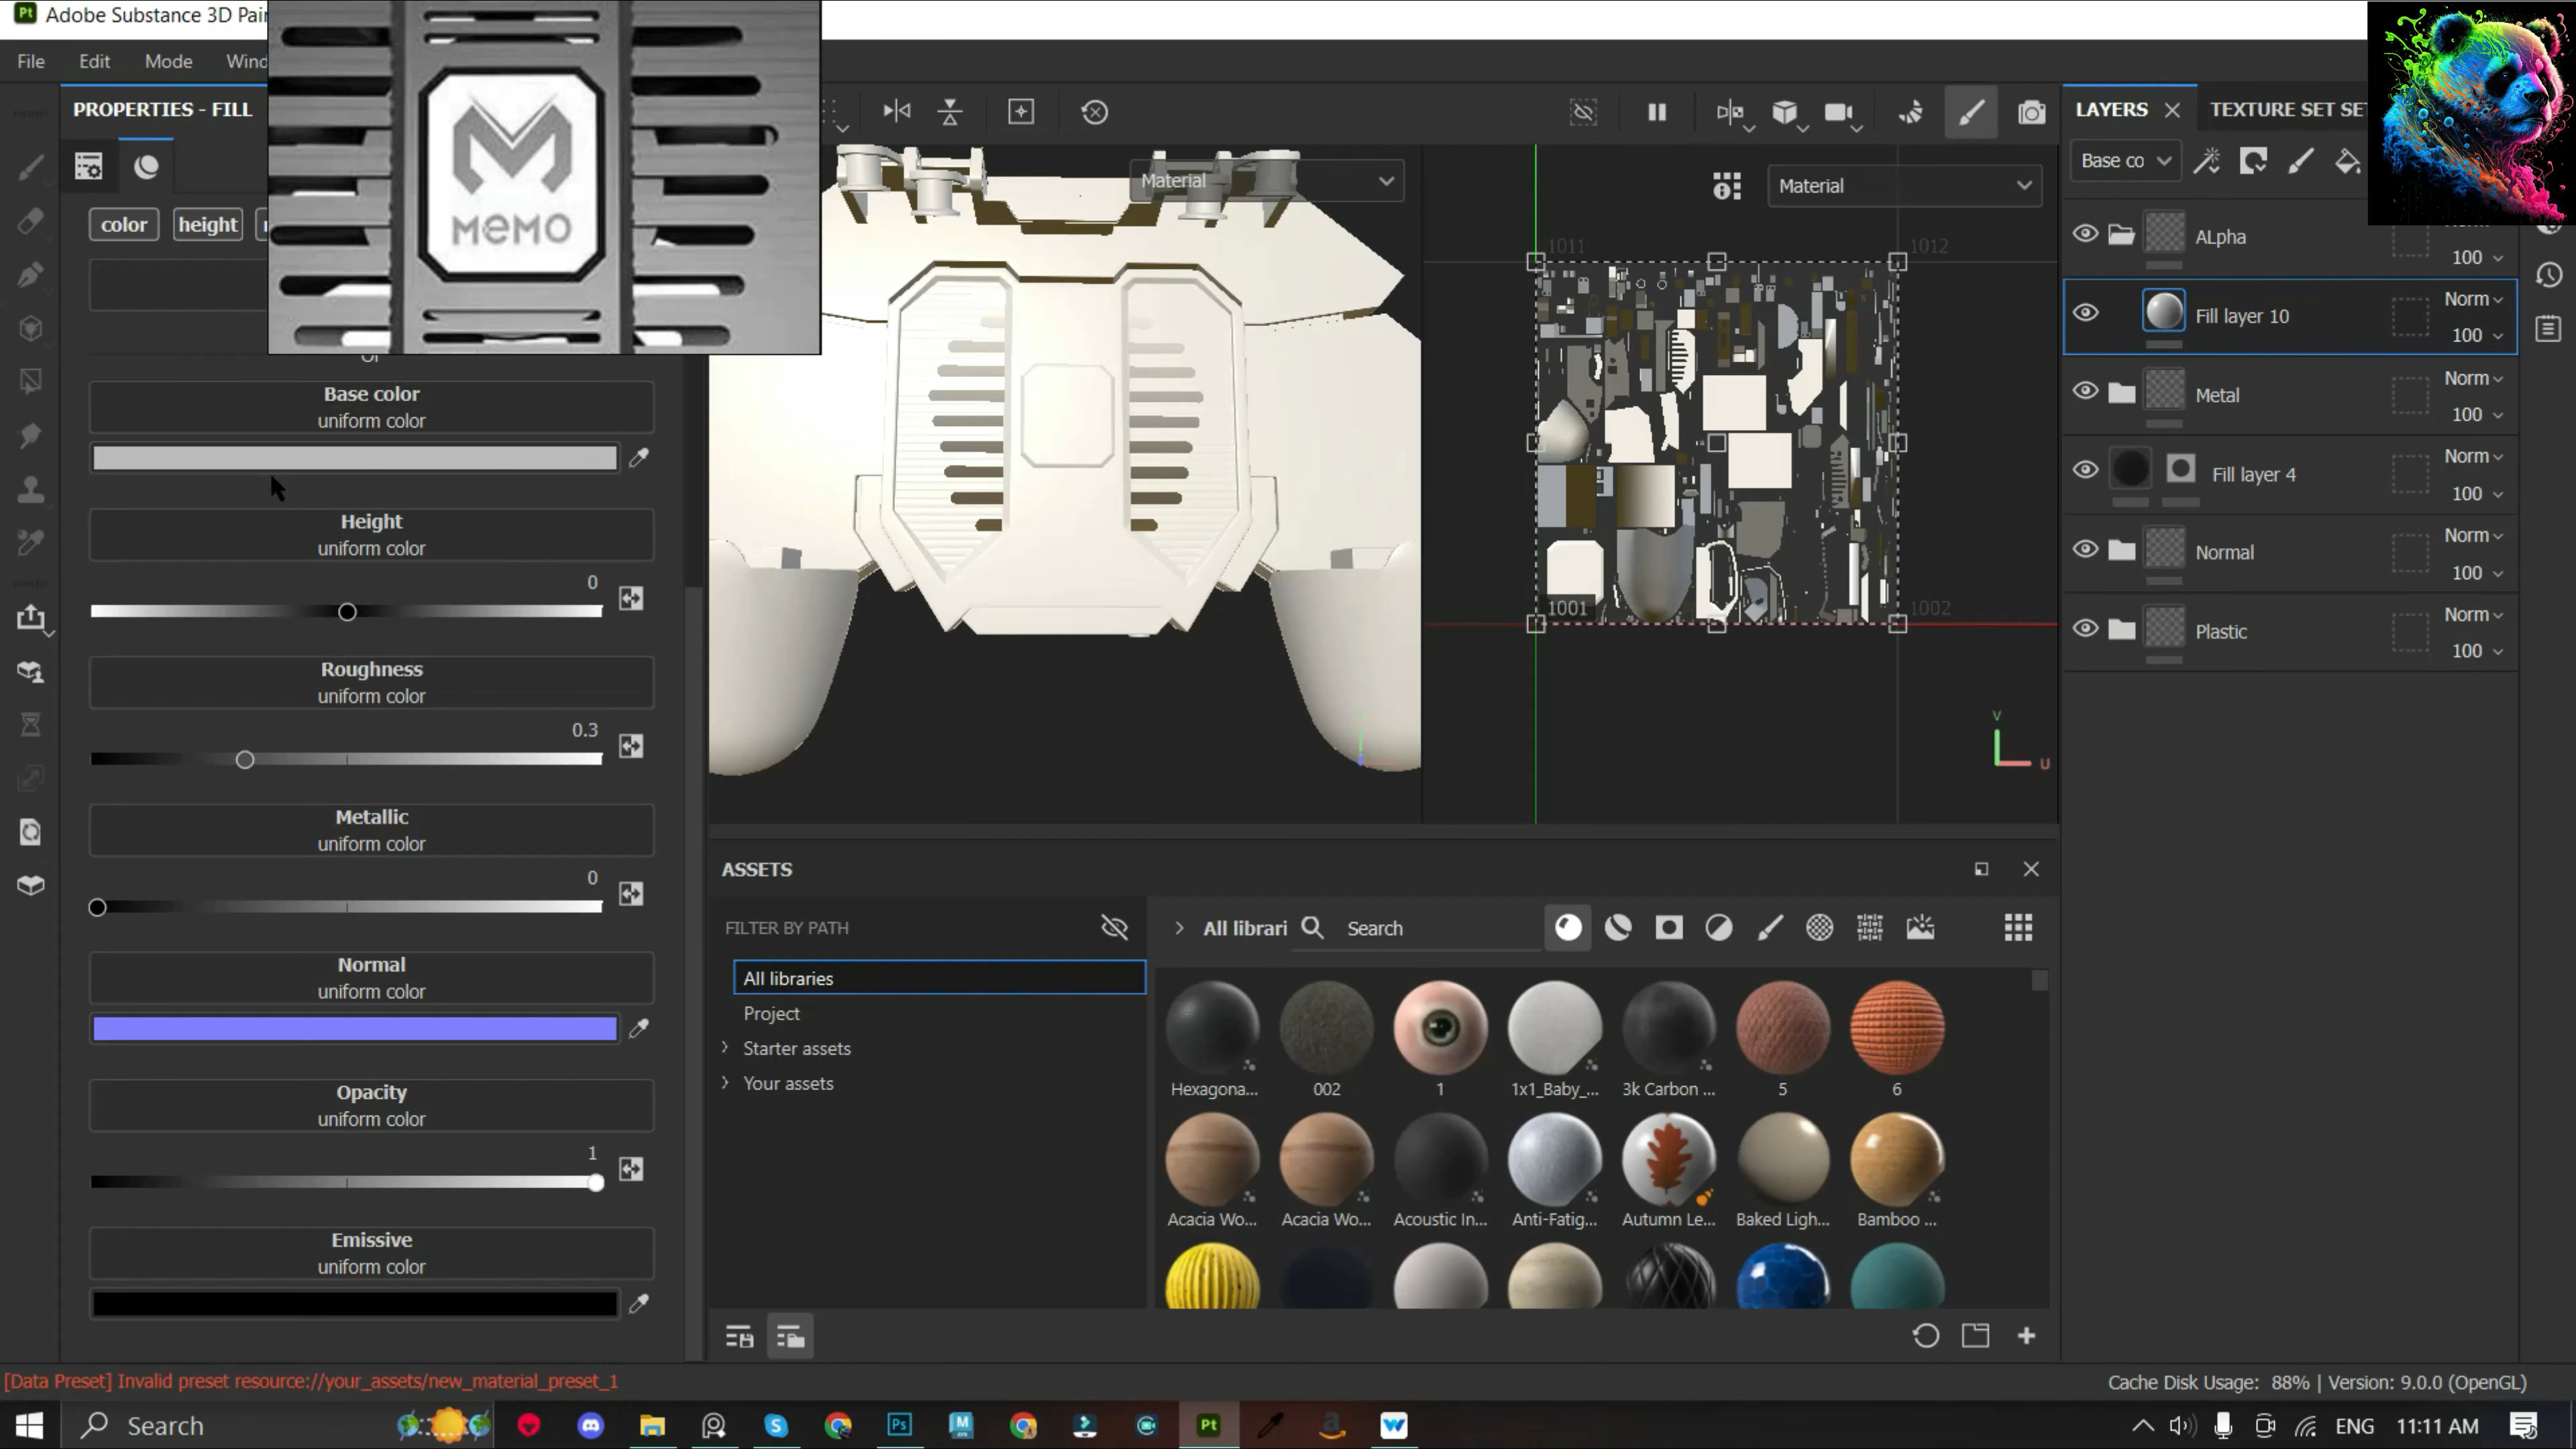 Adobe Substance 3D Pai
File
Edit
Mode
Wind
PROPERTIES - FILL
color
height
MeMO
Base color
uniform color
Height
uniform color
0
Roughness
uniform color
0.3
Metallic
uniform color
0
Normal
uniform color
Opacity
uniform color
1
Emissive
uniform color
Material
Material
1011
1012
1001
1002
V
U
LAYERS
TEXTURE SET SE
Base co
ALpha
100
Fill layer 10
Norm
100
Metal
Norm
100
Fill layer 4
Norm
100
Normal
Norm
100
Plastic
Norm
100
ASSETS
FILTER BY PATH
All libraries
Project
Starter assets
Your assets
All librari
Search
Hexagona...
002
1
1x1_Baby_...
3k Carbon ...
5
6
Acacia Wo...
Acacia Wo...
Acoustic In...
Anti-Fatig...
Autumn Le...
Baked Ligh...
Bamboo ...
[Data Preset] Invalid preset resource://your_assets/new_material_preset_1
Cache Disk Usage: 88% | Version: 9.0.0 (OpenGL)
Search
Ps
M
Pt
ENG
11:11 AM